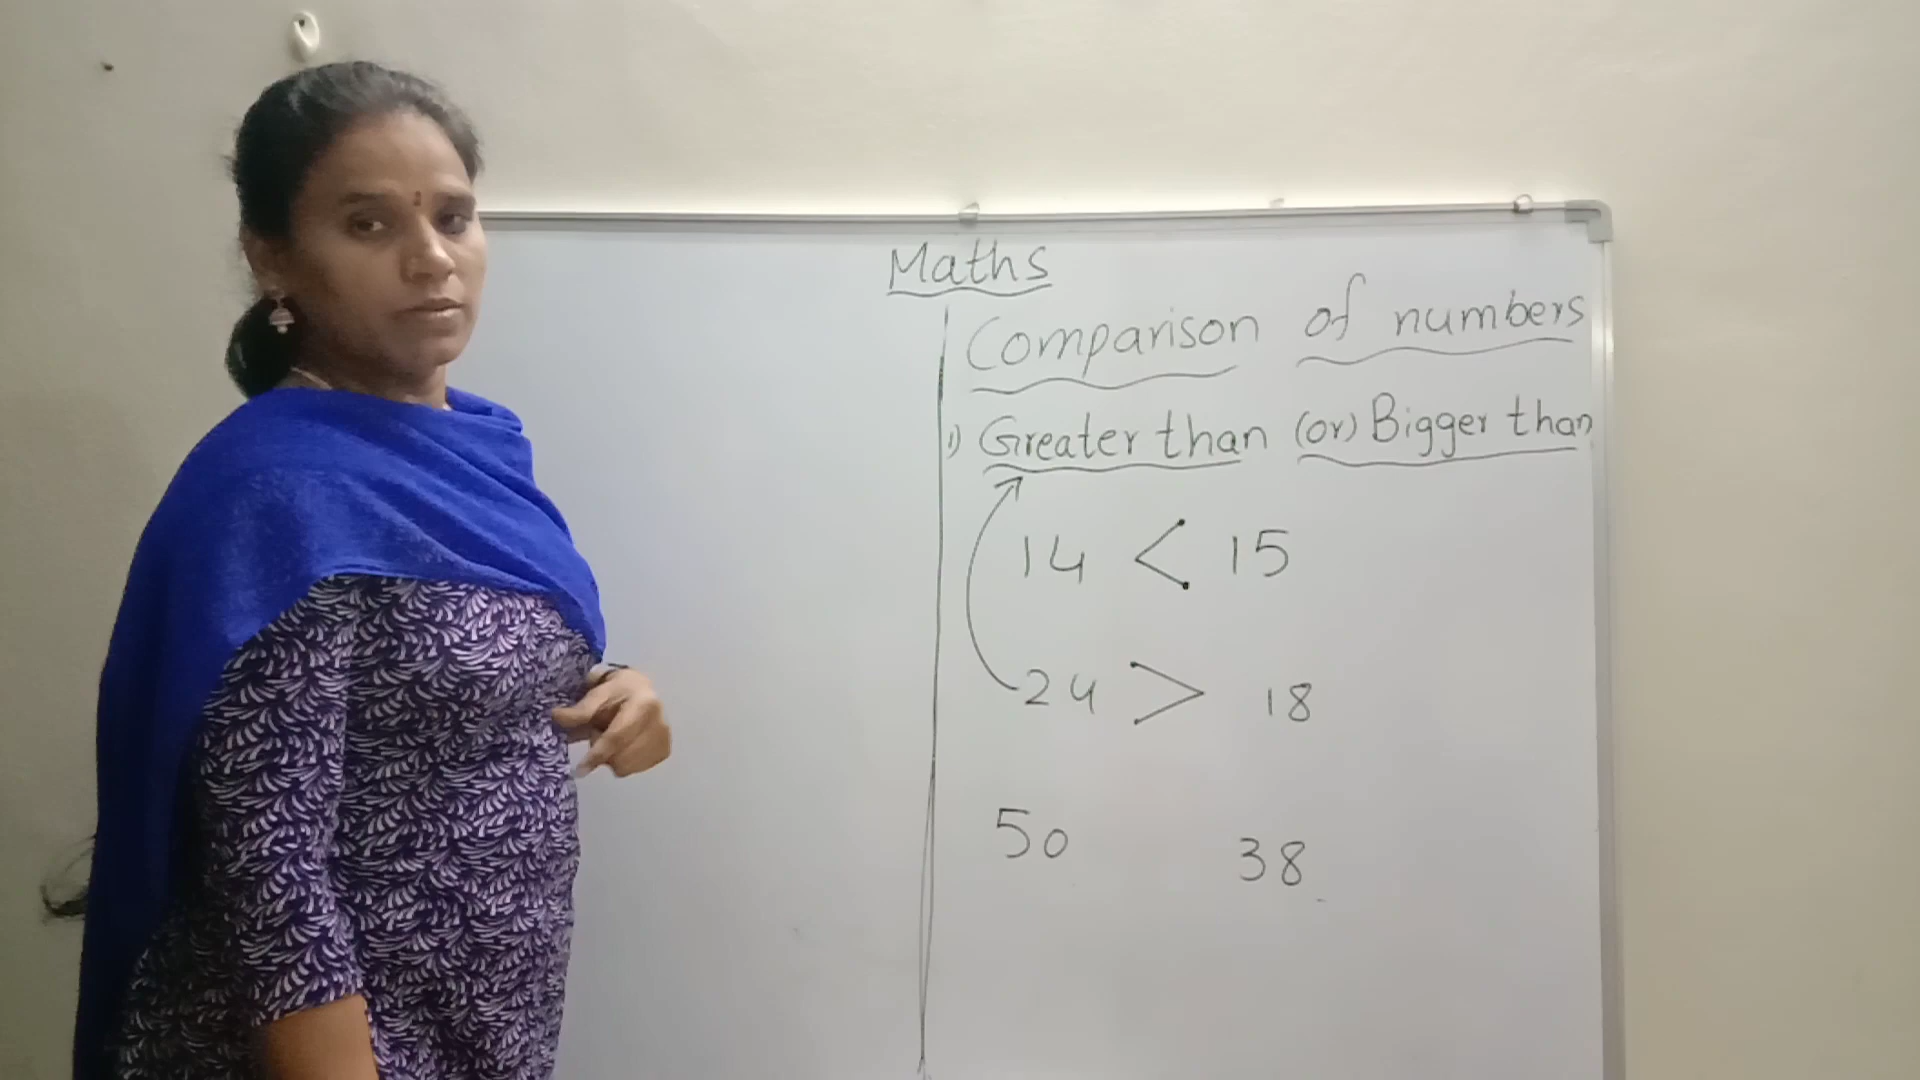 Maths
Comparison of numbers
1) Greater than (or) Bigger than
14 < 15
24 > 18
50 38